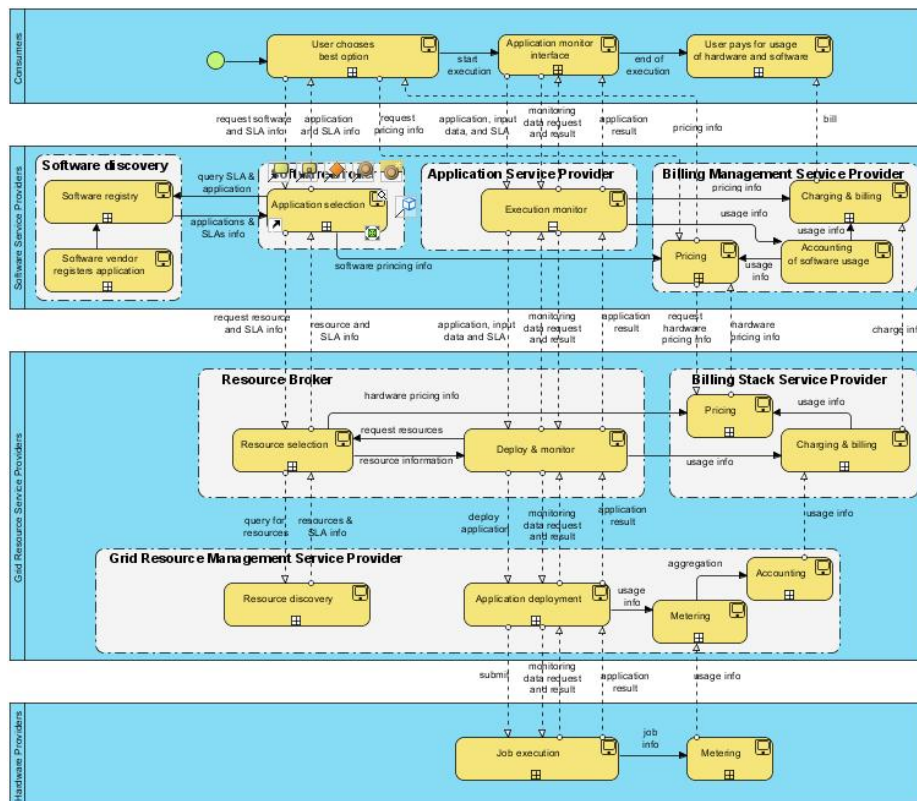 Consumers
User chooses
best option
start
execution
Application monitor
interface
end of
execution
User pays for usage
of hardware and software
request software
and SLA info
application
and SLA info
request
pricing info
application, input
data, and SLA
monitoring
data request
and result
application
result
pricing info
bill
Software Service Providers
Software discovery
Software registry
Software vendor
registers application
query SLA &
application
applications &
SLAs info
Application selection
software princing info
Application Service Provider
Execution monitor
Billing Management Service Provider
pricing info
Charging & billing
usage info
usage info
Pricing
usage
info
Accounting
of software usage
request resource
and SLA info
resource and
SLA info
application, input
data and SLA
monitoring
data request
and result
application
result
request
hardware
pricing info
hardware
pricing info
charge inf
Grid Resource Service Providers
Resource Broker
hardware pricing info
request resources
Resource selection
resource information
Deploy & monitor
Billing Stack Service Provider
Pricing
usage info
Charging & billing
usage info
query for
resources
resources &
SLA info
deploy
application
monitoring
data request
and result
application
result
usage info
Grid Resource Management Service Provider
Resource discovery
Application deployment
usage
info
aggregation
Metering
Accounting
submit
monitoring
data request
and result
application
result
usage info
Hardware Providers
Job execution
job
info
Metering